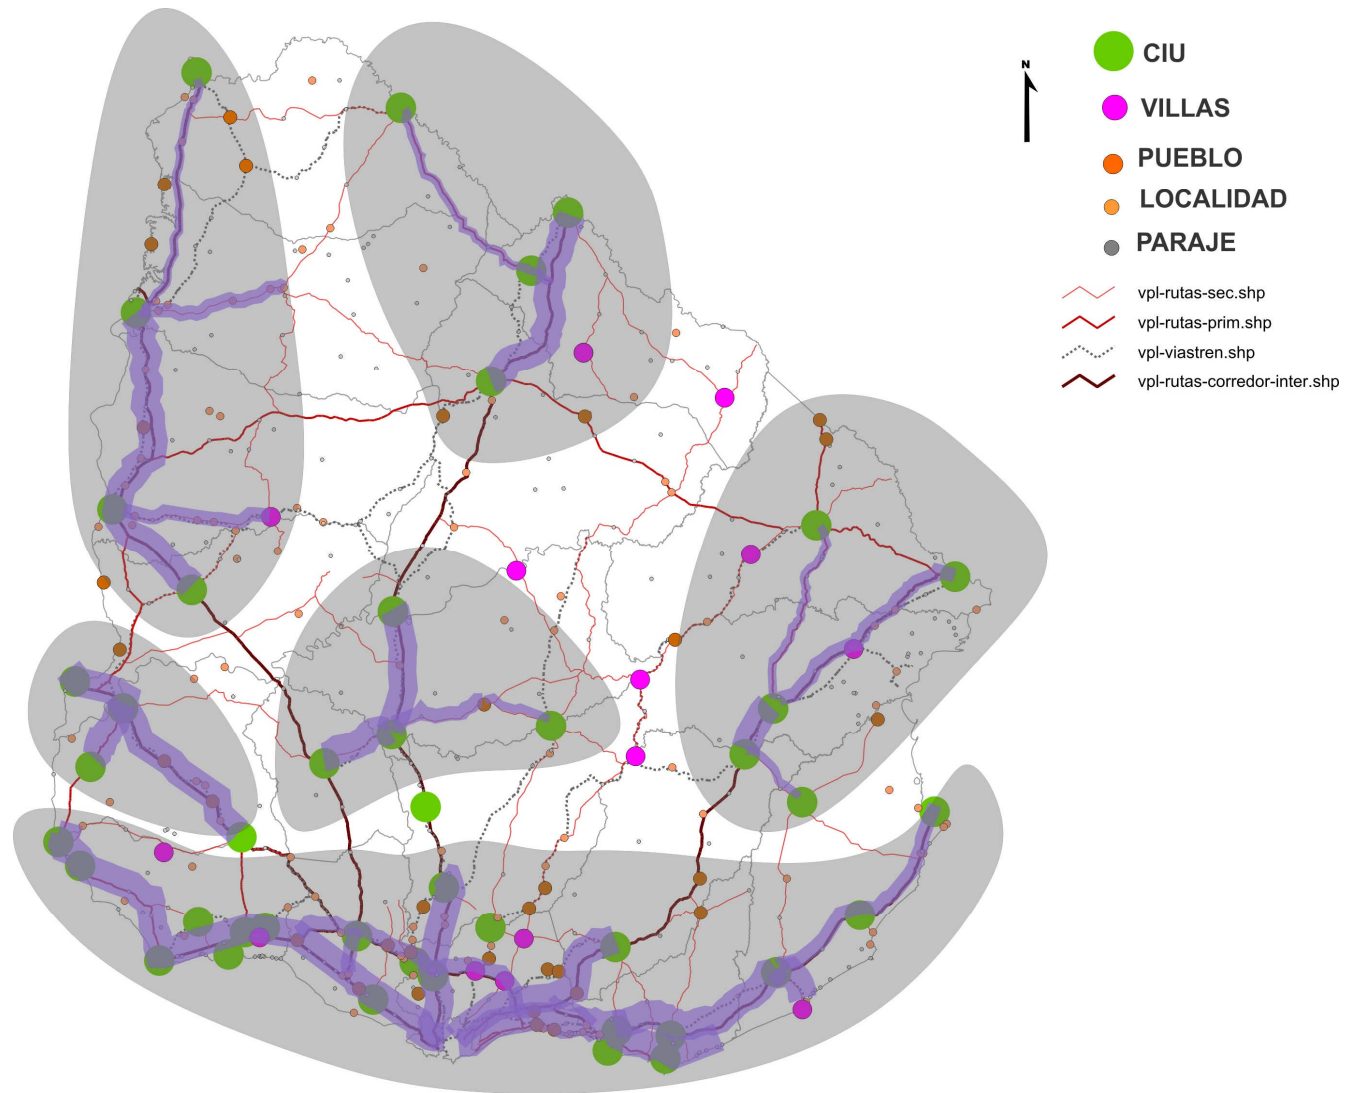 N
CIU
VILLAS
PUEBLO
LOCALIDAD
PARAJE
vpl-rutas-sec.shp
vpl-rutas-prim.shp
vpl-viastren.shp
vpl-rutas-corredor-inter.shp